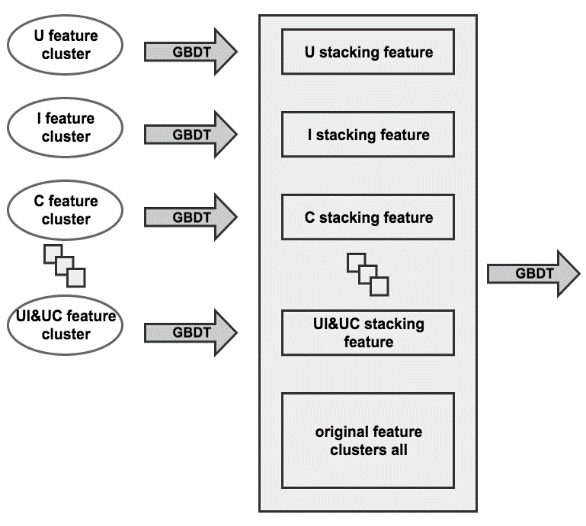 U feature
cluster
GBDT
U stacking feature
I feature
cluster
GBDT
I stacking feature
C feature
cluster
GBDT
C stacking feature
GBDT
UI&UC feature
cluster
GBDT
UI&UC stacking
feature
original feature
clusters all